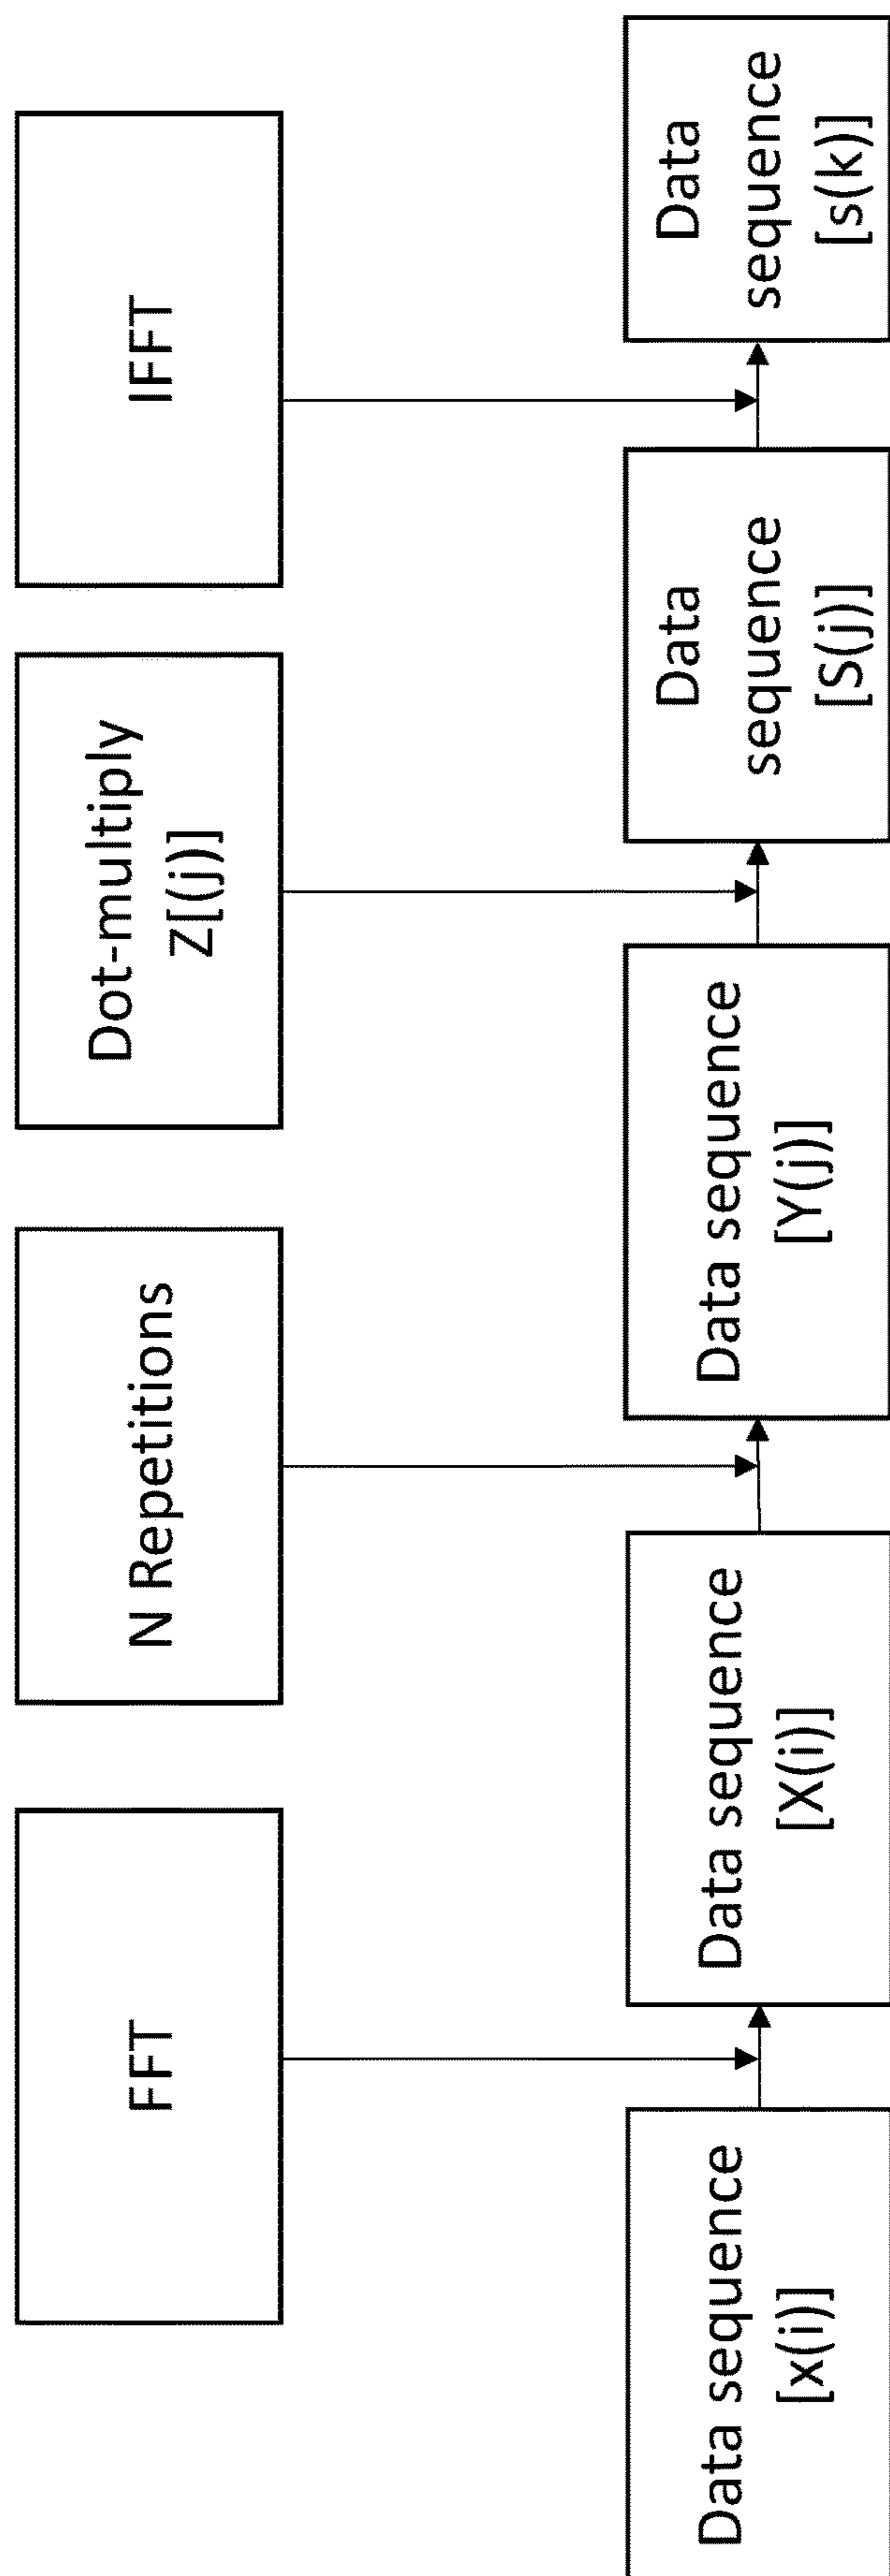 FFT
N Repetitions
Dot-multiply
Z[(j)]
IFFT
Data sequence
[x(i)]
Data sequence
[X(i)]
Data sequence
[Y(j)]
Data
sequence
[S(j)]
Data
sequence
[s(k)]